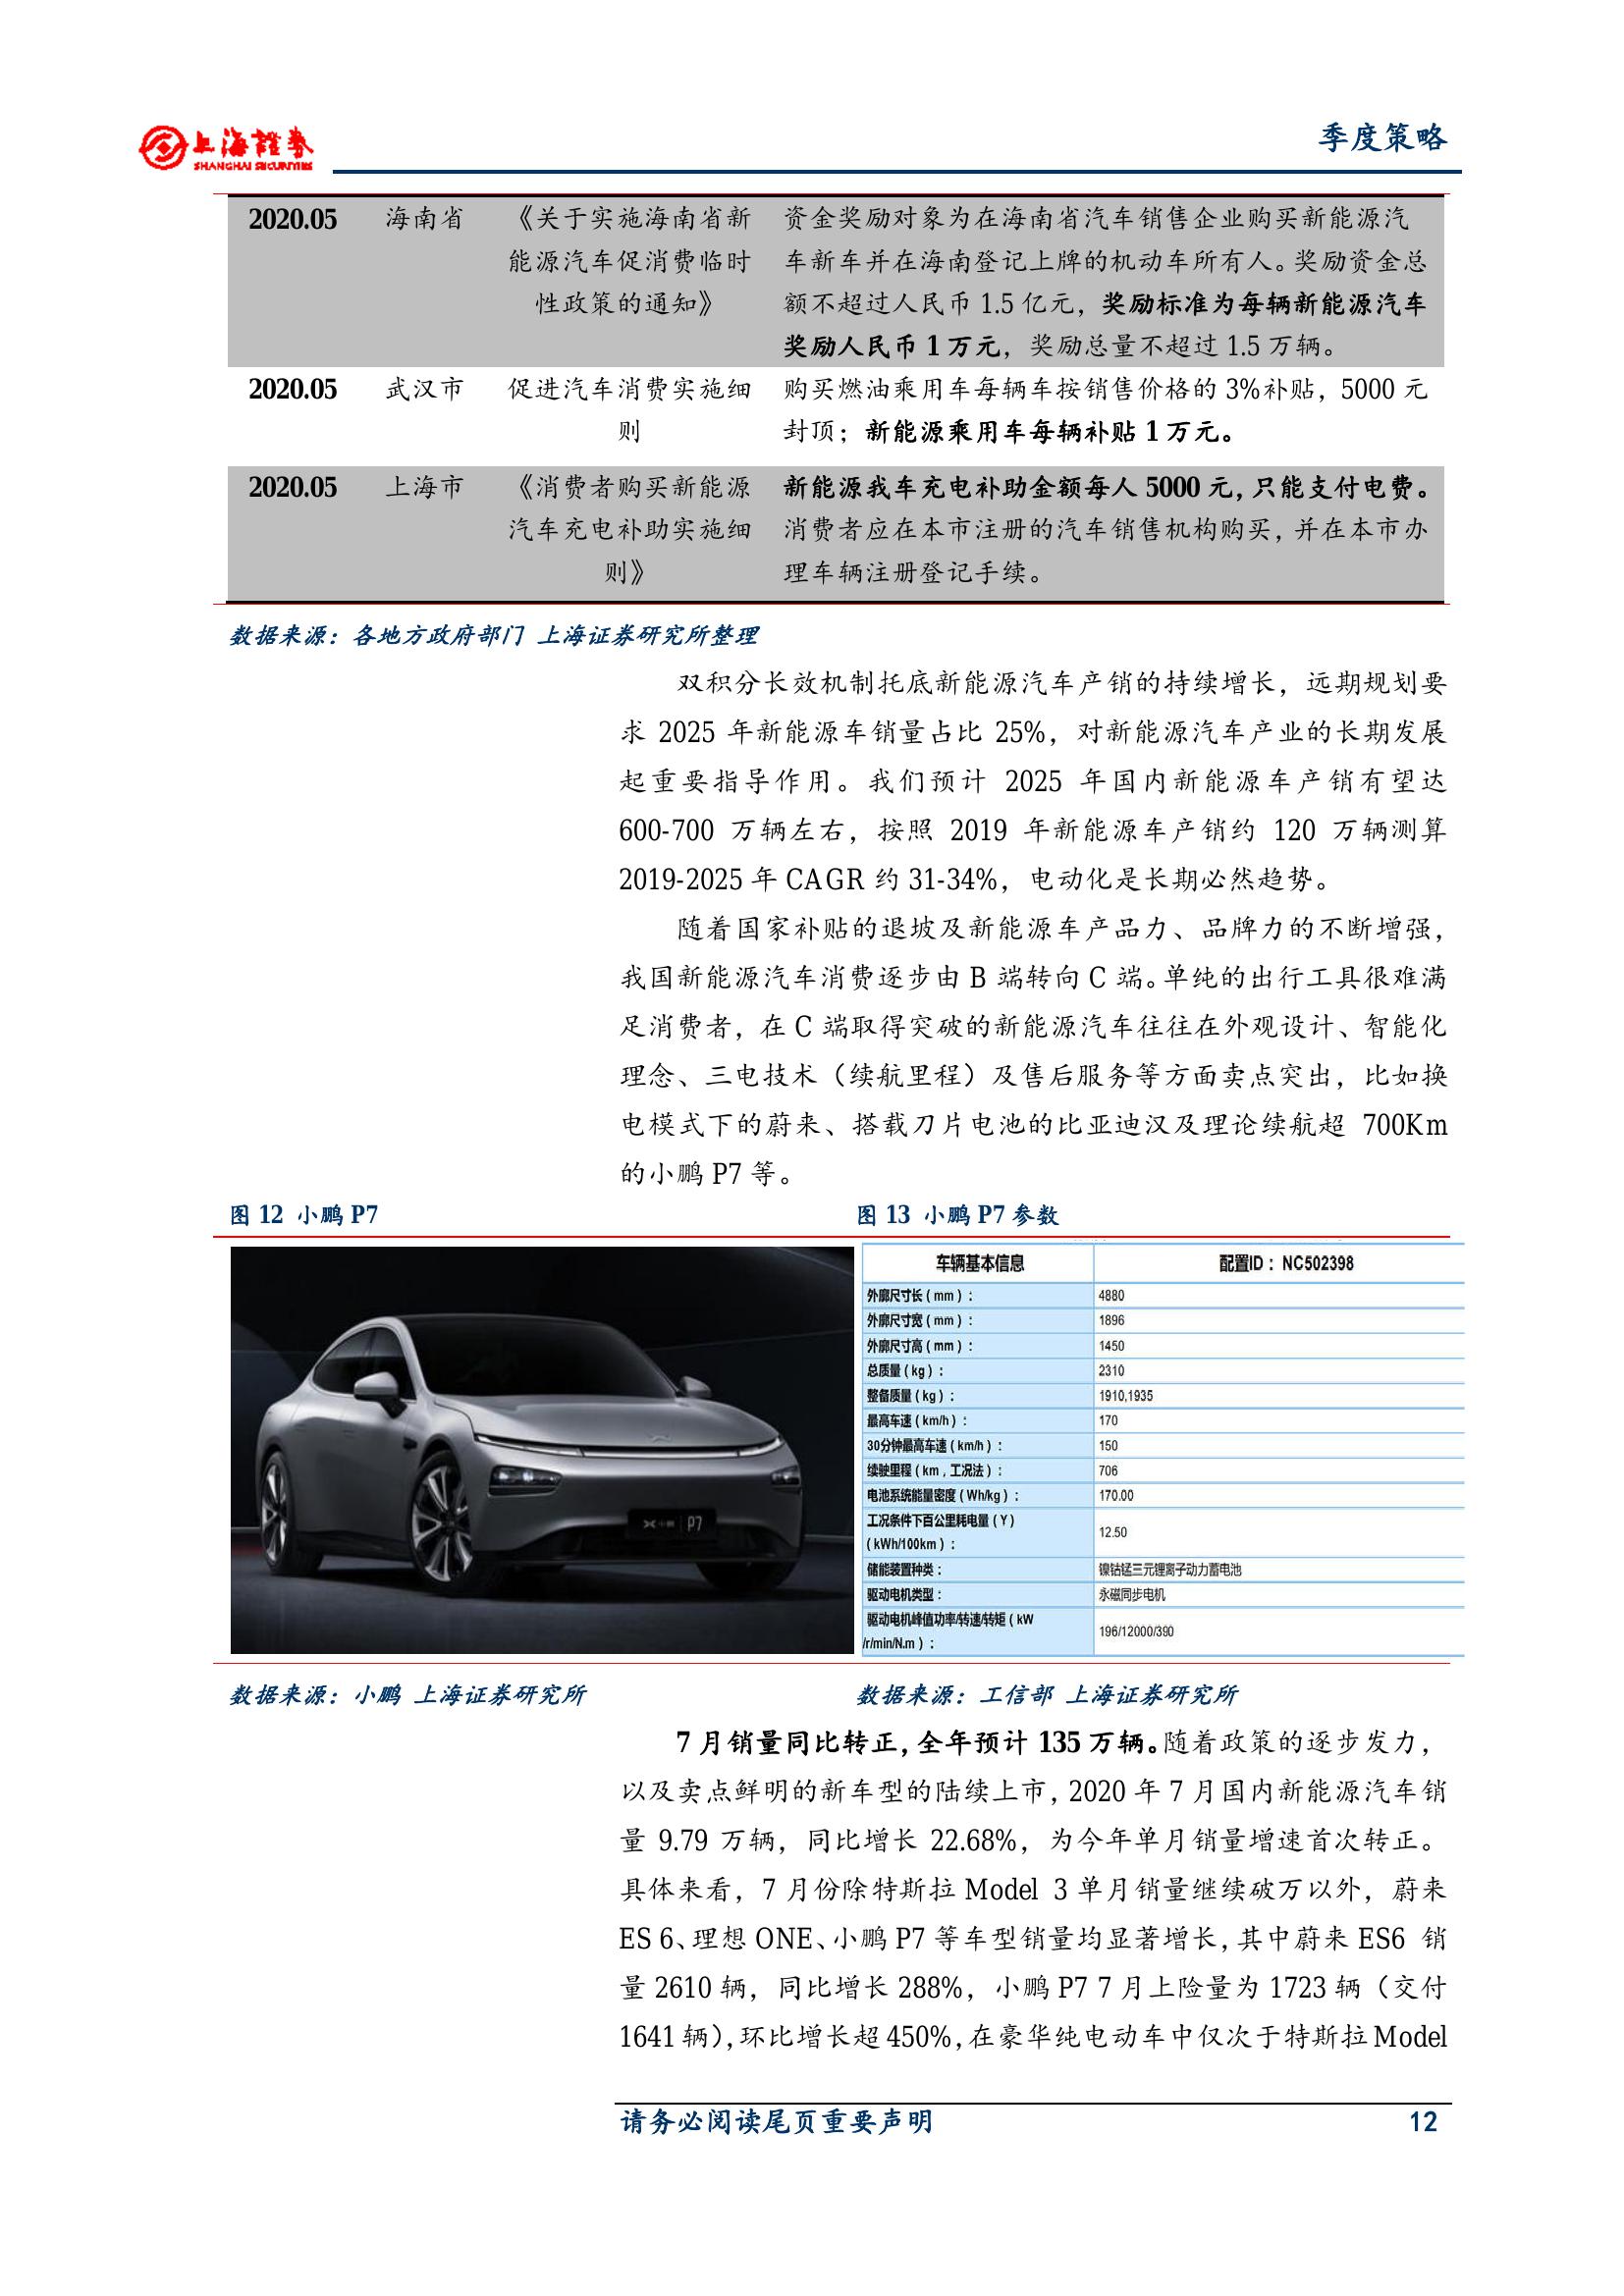 上海證券
SHANGHAI SECURITIES
季度策略
2020.05 海南省 《关于实施海南省新能源汽车促消费临时性政策的通知》
资金奖励对象为在海南省汽车销售企业购买新能源汽
车新车并在海南登记上牌的机动车所有人。奖励资金总
额不超过人民币 1.5 亿元，奖励标准为每辆新能源汽车
奖励人民币 1 万元，奖励总量不超过 1.5 万辆。
2020.05 武汉市 促进汽车消费实施细则
购买燃油乘用车每辆车按销售价格的 3%补贴，5000 元
封顶；新能源乘用车每辆补贴 1 万元。
2020.05 上海市 《消费者购买新能源汽车充电补助实施细则》
新能源我车充电补助金额每人 5000 元，只能支付电费。
消费者应在本市注册的汽车销售机构购买，并在本市办
理车辆注册登记手续。
数据来源：各地方政府部门 上海证券研究所整理
双积分长效机制托底新能源汽车产销的持续增长，远期规划要
求 2025 年新能源车销量占比 25%，对新能源汽车产业的长期发展
起重要指导作用。我们预计 2025 年国内新能源车产销有望达
600-700 万辆左右，按照 2019 年新能源车产销约 120 万辆测算
2019-2025 年 CAGR 约 31-34%，电动化是长期必然趋势。
随着国家补贴的退坡及新能源车产品力、品牌力的不断增强，
我国新能源汽车消费逐步由 B 端转向 C 端。单纯的出行工具很难满
足消费者，在 C 端取得突破的新能源汽车往往在外观设计、智能化
理念、三电技术（续航里程）及售后服务等方面卖点突出，比如换
电模式下的蔚来、搭载刀片电池的比亚迪汉及理论续航超 700Km
的小鹏 P7 等。
图 12 小鹏 P7
图 13 小鹏 P7 参数
P7
车辆基本信息 配置ID：NC502398
外廓尺寸长（mm）： 4880
外廓尺寸宽（mm）： 1896
外廓尺寸高（mm）： 1450
总质量（kg）： 2310
整备质量（kg）： 1910,1935
最高车速（km/h）： 170
30分钟最高车速（km/h）： 150
续驶里程（km，工况法）： 706
电池系统能量密度（Wh/kg）： 170.00
工况条件下百公里耗电量（Y）
（kWh/100km）： 12.50
储能装置种类： 镍钴锰三元锂离子动力蓄电池
驱动电机类型： 永磁同步电机
驱动电机峰值功率/转速/转矩（kW
/r/min/N.m）： 196/12000/390
数据来源：小鹏 上海证券研究所
数据来源：工信部 上海证券研究所
7 月销量同比转正，全年预计 135 万辆。随着政策的逐步发力，
以及卖点鲜明的新车型的陆续上市，2020 年 7 月国内新能源汽车销
量 9.79 万辆，同比增长 22.68%，为今年单月销量增速首次转正。
具体来看，7 月份除特斯拉 Model 3 单月销量继续破万以外，蔚来
ES 6、理想 ONE、小鹏 P7 等车型销量均显著增长，其中蔚来 ES6 销
量 2610 辆，同比增长 288%，小鹏 P7 7 月上险量为 1723 辆（交付
1641 辆），环比增长超 450%，在豪华纯电动车中仅次于特斯拉 Model
请务必阅读尾页重要声明
12